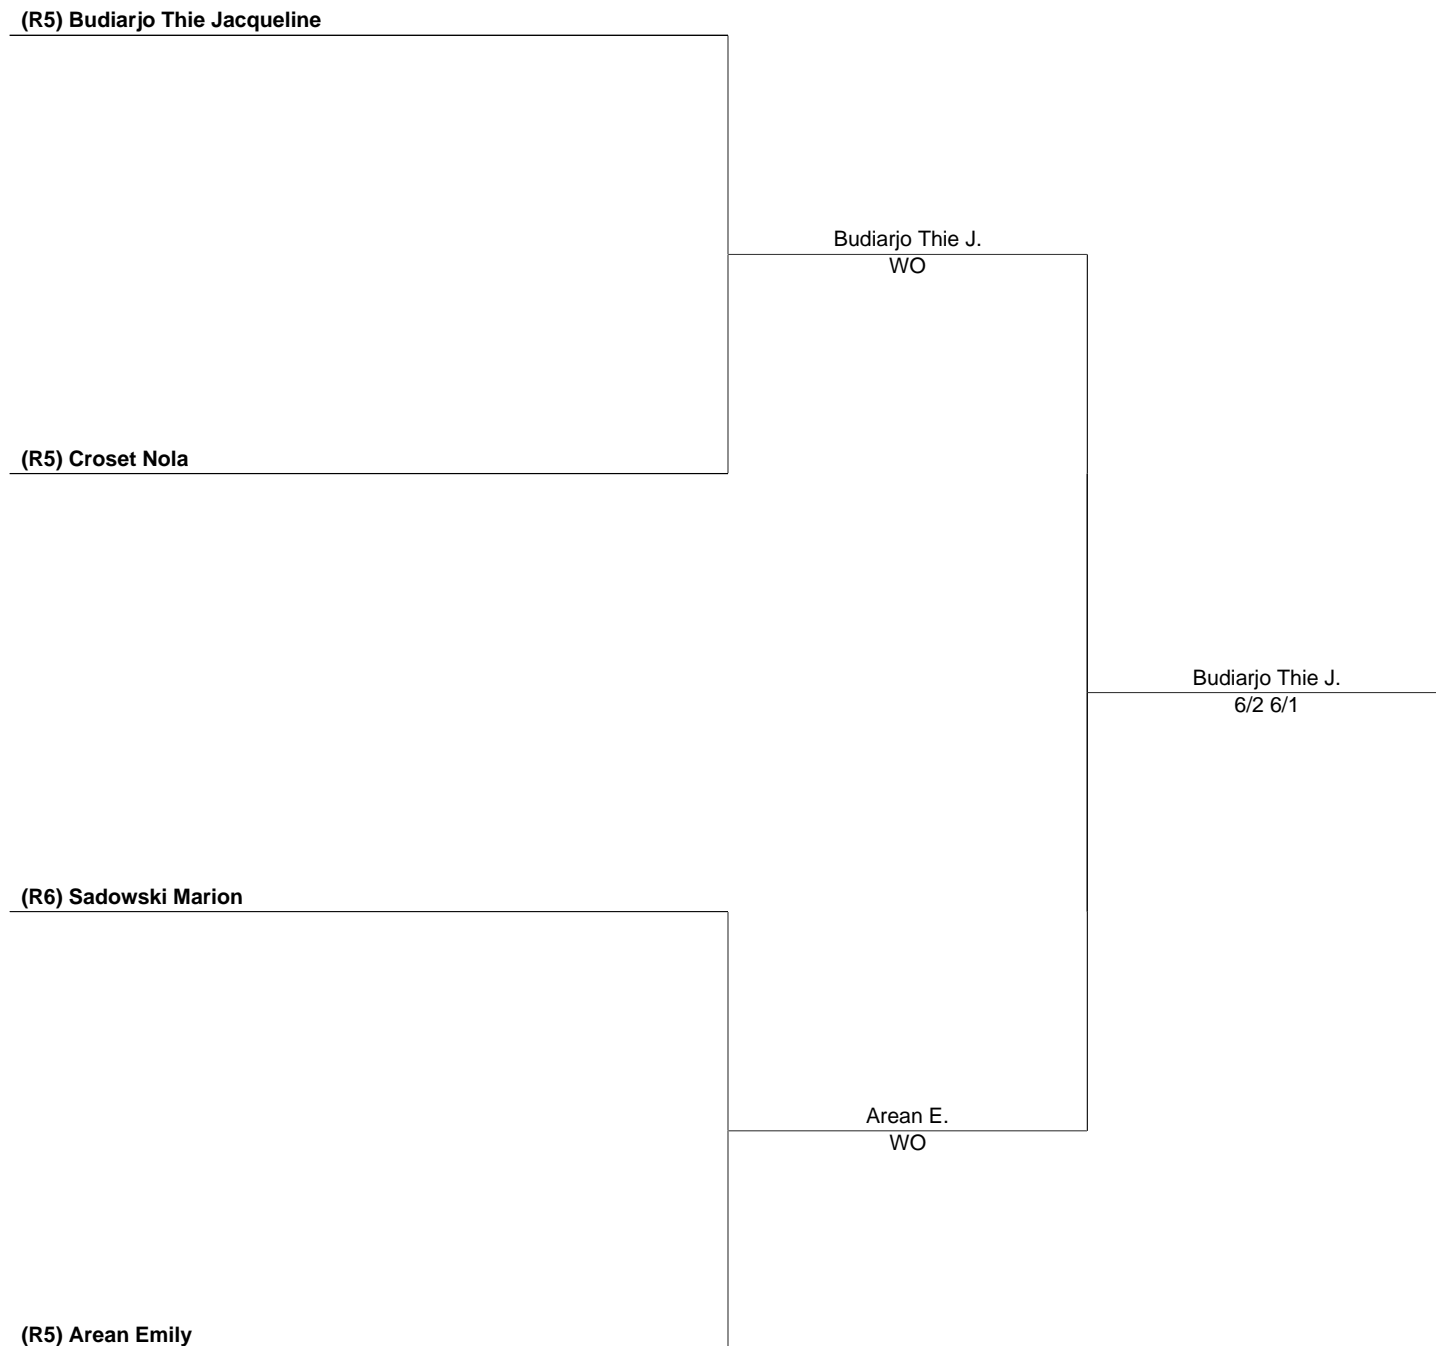 (R5) Budiarjo Thie Jacqueline
Budiarjo Thie J.
WO
(R5) Croset Nola
Budiarjo Thie J.
6/2 6/1
(R6) Sadowski Marion
Arean E.
WO
(R5) Arean Emily